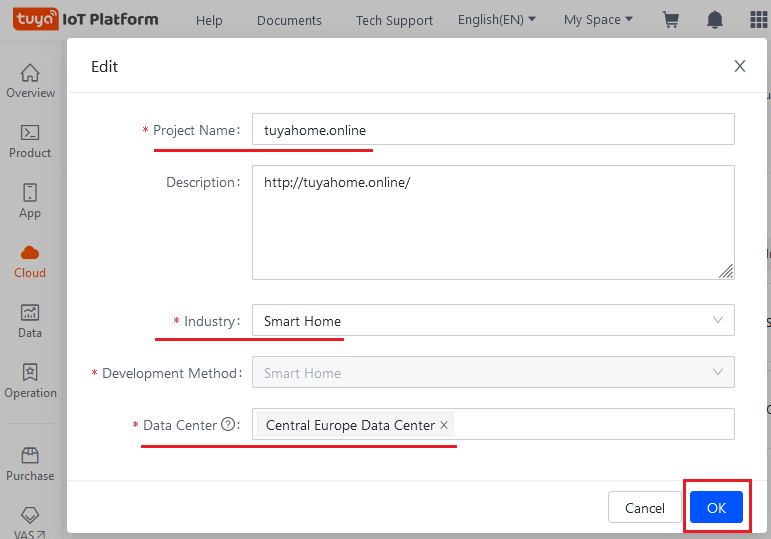 tuya IoT Platform Help Documents Tech Support English(EN) My Space
Overview
Product
App
Cloud
Data
Operation
Purchase
VAS
Edit
* Project Name: tuyahome.online
Description: http://tuyahome.online/
* Industry: Smart Home
* Development Method: Smart Home
* Data Center ?: Central Europe Data Center ×
Cancel OK